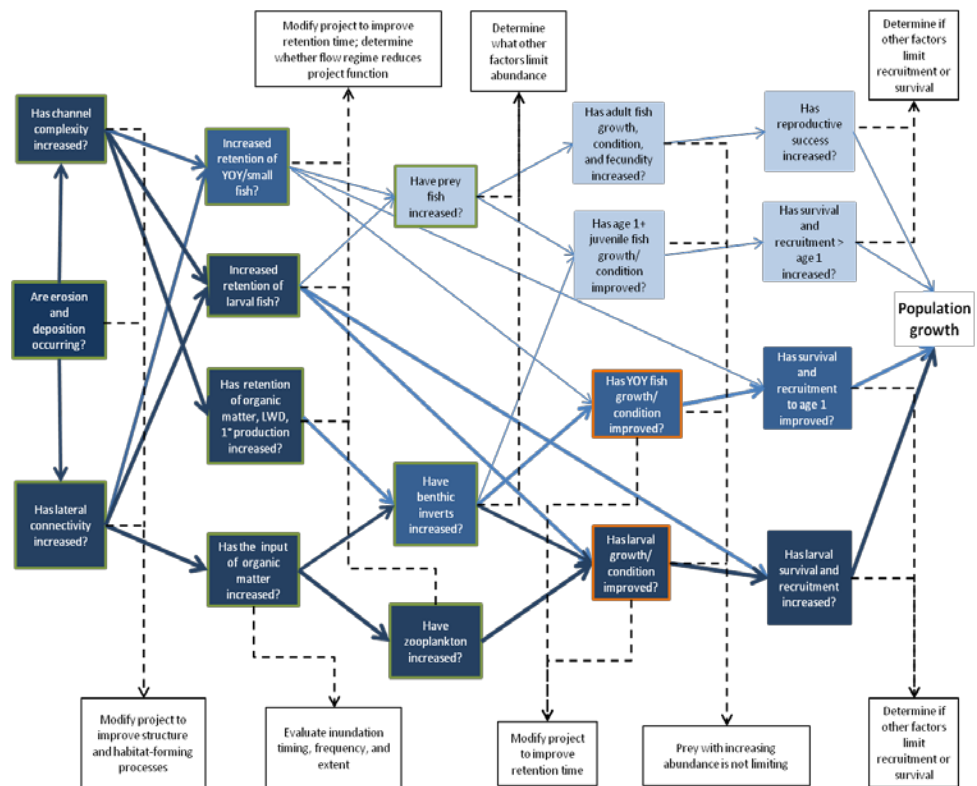 Modify project to improve
retention time; determine
whether flow regime reduces
project function
Determine
what other
factors limit
abundance
Determine if
other factors
limit
recruitment or
survival
Has channel
complexity
increased?
Increased
retention of
YOY/small
fish?
Have prey
fish
increased?
Has adult fish
growth,
condition,
and fecundity
increased?
Has
reproductive
success
increased?
Has age 1+
juvenile fish
growth/
condition
improved?
Has survival
and
recruitment >
age 1
increased?
Are erosion
and
deposition
occurring?
Increased
retention of
larval fish?
Population
growth
Has retention
of organic
matter, LWD,
1° production
increased?
Has YOY fish
growth/
condition
improved?
Has survival
and
recruitment
to age 1
improved?
Has lateral
connectivity
increased?
Has the input
of organic
matter
increased?
Have
benthic
inverts
increased?
Has larval
growth/
condition
improved?
Has larval
survival and
recruitment
increased?
Have
zooplankton
increased?
Modify project to
improve structure
and habitat-forming
processes
Evaluate inundation
timing, frequency, and
extent
Modify project
to improve
retention time
Prey with increasing
abundance is not limiting
Determine if
other factors
limit
recruitment or
survival